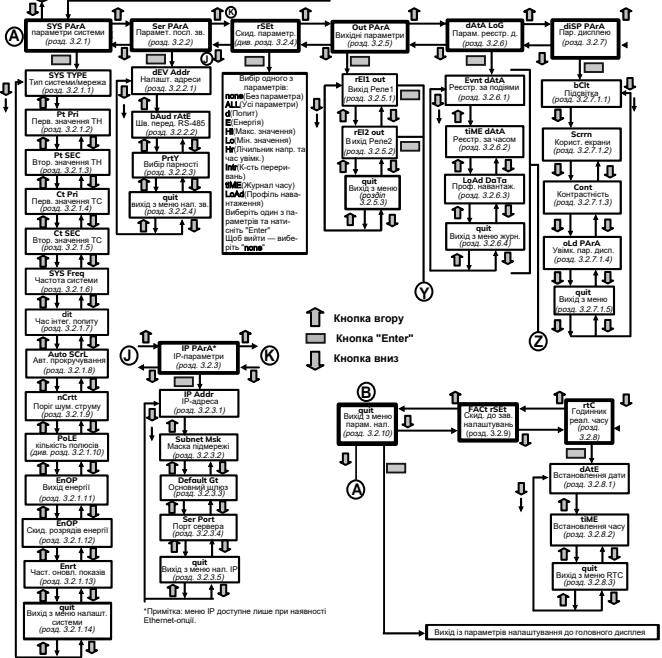 A
SYS PArA
параметри системи
(розд. 3.2.1)
Ser PArA
Парамет. посл. зв.
(розд. 3.2.2)
J
K
rSEt
Скид. параметр.
(див. розд. 3.2.4)
Out PArA
Вихідні параметри
(розд. 3.2.5)
dAtA LoG
Парам. реєстр. д.
(розд. 3.2.6)
diSP PArA
Пар. дисплею
(розд. 3.2.7)
SYS TYPE
Тип системи/мережа
(розд. 3.2.1.1)
Pt Pri
Перв. значення ТН
(розд. 3.2.1.2)
Pt SEC
Втор. значення ТН
(розд. 3.2.1.3)
Ct Pri
Перв. значення ТС
(розд. 3.2.1.4)
Ct SEC
Втор. значення ТС
(розд. 3.2.1.5)
SYS Freq
Частота системи
(розд. 3.2.1.6)
dit
Час інтег. попиту
(розд. 3.2.1.7)
Auto SCrL
Авт. прокручування
(розд. 3.2.1.8)
nCrtt
Поріг шум. струму
(розд. 3.2.1.9)
PoLE
кількість полюсів
(див. розд. 3.2.1.10)
EnOP
Вихід енергії
(розд. 3.2.1.11)
EnOP
Скид. розрядів енергії
(розд. 3.2.1.12)
Enrt
Част. оновл. показів
(розд. 3.2.1.13)
quit
Вихід з меню налашт.
системи
(розд. 3.2.1.14)
dEV Addr
Налашт. адреси
(розд. 3.2.2.1)
bAud rAtE
Шв. перед. RS-485
(розд. 3.2.2.2)
PrtY
Вибір парності
(розд. 3.2.2.3)
quit
вихід з меню нал. зв.
(розд. 3.2.2.4)
Вибір одного з
параметрів:
none(Без параметра)
ALL(Усі параметри)
d(Попит)
E(Енергія)
HI(Макс. значення)
Lo(Мін. значення)
Hr(Лічильник напр. та
час увімк.)
Intr(К-сть перери-
вань)
tiME(Журнал часу)
LoAd(Профіль нава-
нтаження)
Виберіть один з па-
раметрів та нати-
сніть "Enter"
Щоб вийти — вибе-
ріть "none"
rEl1 out
Вихід Реле1
(розд. 3.2.5.1)
rEl2 out
Вихід Реле2
(розд. 3.2.5.2)
quit
Вихід з меню
(розділ
3.2.5.3)
Y
Evnt dAtA
Реєстр. за подіями
(розд. 3.2.6.1)
tiME dAtA
Реєстр. за часом
(розд. 3.2.6.2)
LoAd DaTa
Проф. навантаж.
(розд. 3.2.6.3)
quit
Вихід з меню журн.
(розд. 3.2.6.4)
Z
bClt
Підсвітка
(розд. 3.2.7.1.1)
Scrrn
Корист. екрани
(розд. 3.2.7.1.2)
Cont
Контрастність
(розд. 3.2.7.1.3)
oLd PArA
Увімк. пар. дисп.
(розд. 3.2.7.1.4)
quit
Вихід з меню
(розд. 3.2.7.1.5)
Кнопка вгору
Кнопка "Enter"
Кнопка вниз
J
IP PArA*
IP-параметри
(розд. 3.2.3)
K
IP Addr
IP-адреса
(розд. 3.2.3.1)
Subnet Msk
Маска підмережі
(розд. 3.2.3.2)
Default Gt
Основний шлюз
(розд. 3.2.3.3)
Ser Port
Порт сервера
(розд. 3.2.3.4)
quit
вихід з меню нал. IP
(розд. 3.2.3.5)
*Примітка: меню IP доступне лише при наявності
Ethernet-опції.
B
quit
Вихід з меню
парам. нал.
(розд. 3.2.10)
A
FACt rSEt
Скид. до зав.
налаштувань
(розд. 3.2.9)
rtC
Годинник
реал. часу
(розд.
3.2.8)
dAtE
Встановлення дати
(розд. 3.2.8.1)
tiME
Встановлення часу
(розд. 3.2.8.2)
quit
Вихід з меню RTC
(розд. 3.2.8.3)
Вихід із параметрів налаштування до головного дисплея